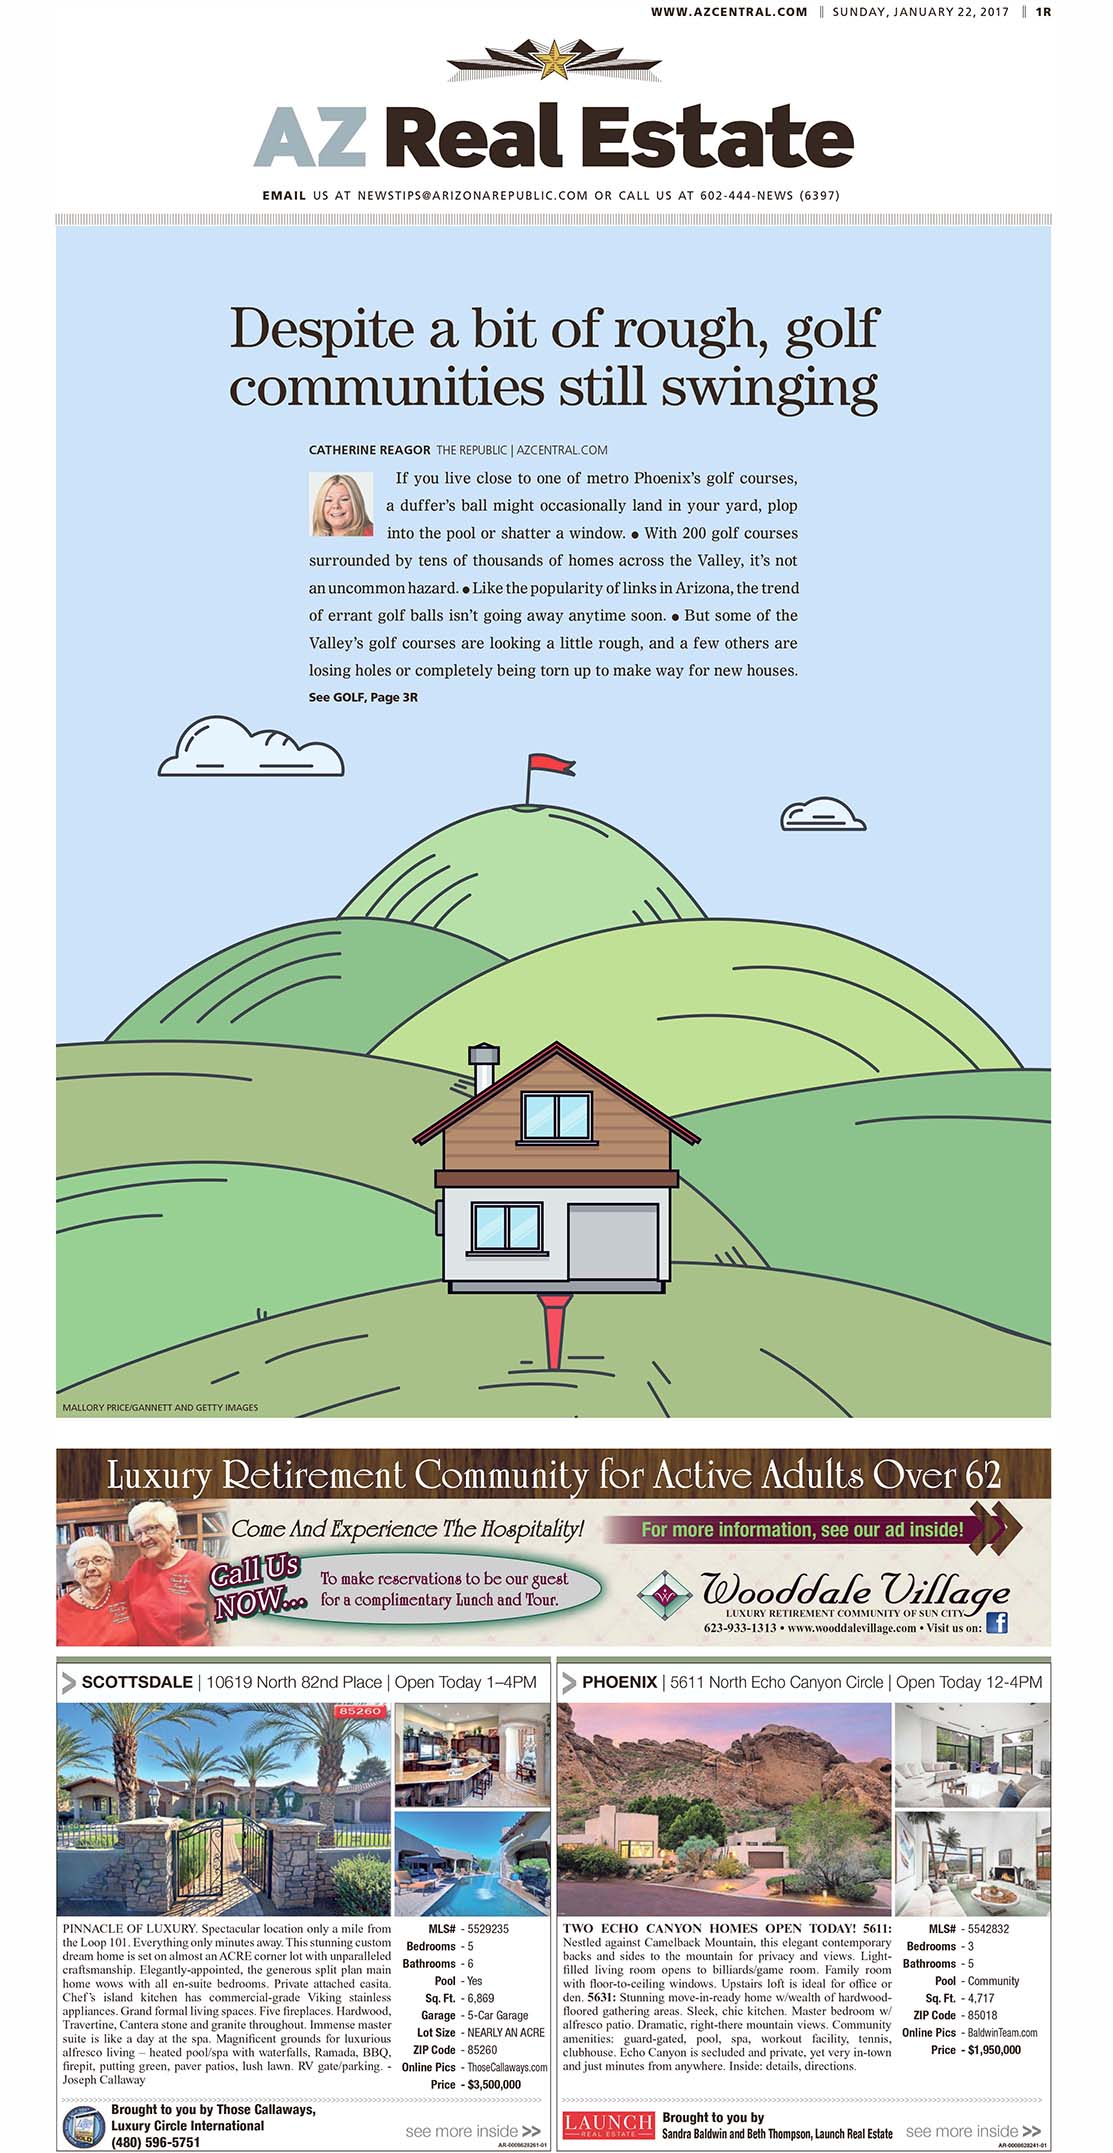 WWW.AZCENTRAL.COM || SUNDAY, JANUARY 22, 2017 || 1R
AZ Real Estate
EMAIL US AT NEWSTIPS@ARIZONAREPUBLIC.COM OR CALL US AT 602-444-NEWS (6397)
Despite a bit of rough, golf
communities still swinging
CATHERINE REAGOR THE REPUBLIC | AZCENTRAL.COM
If you live close to one of metro Phoenix's golf courses,
a duffer's ball might occasionally land in your yard, plop
into the pool or shatter a window. ● With 200 golf courses
surrounded by tens of thousands of homes across the Valley, it's not
an uncommon hazard. ● Like the popularity of links in Arizona, the trend
of errant golf balls isn't going away anytime soon. ● But some of the
Valley's golf courses are looking a little rough, and a few others are
losing holes or completely being torn up to make way for new houses.
See GOLF, Page 3R
MALLORY PRICE/GANNETT AND GETTY IMAGES
Luxury Retirement Community for Active Adults Over 62
Come And Experience The Hospitality!
For more information, see our ad inside!
Call Us
NOW...
To make reservations to be our guest
for a complimentary Lunch and Tour.
W
Wooddale Village
LUXURY RETIREMENT COMMUNITY OF SUN CITY
623-933-1313 • www.wooddalevillage.com • Visit us on: f
> SCOTTSDALE | 10619 North 82nd Place | Open Today 1–4PM
85260
PINNACLE OF LUXURY. Spectacular location only a mile from
the Loop 101. Everything only minutes away. This stunning custom
dream home is set on almost an ACRE corner lot with unparalleled
craftsmanship. Elegantly-appointed, the generous split plan main
home wows with all en-suite bedrooms. Private attached casita.
Chef's island kitchen has commercial-grade Viking stainless
appliances. Grand formal living spaces. Five fireplaces. Hardwood,
Travertine, Cantera stone and granite throughout. Immense master
suite is like a day at the spa. Magnificent grounds for luxurious
alfresco living – heated pool/spa with waterfalls, Ramada, BBQ,
firepit, putting green, paver patios, lush lawn. RV gate/parking. -
Joseph Callaway
MLS# - 5529235
Bedrooms - 5
Bathrooms - 6
Pool - Yes
Sq. Ft. - 6,869
Garage - 5-Car Garage
Lot Size - NEARLY AN ACRE
ZIP Code - 85260
Online Pics - ThoseCallaways.com
Price - $3,500,000
Brought to you by Those Callaways,
Luxury Circle International
(480) 596-5751
see more inside >>
AR-0008628261-01
> PHOENIX | 5611 North Echo Canyon Circle | Open Today 12-4PM
TWO ECHO CANYON HOMES OPEN TODAY! 5611:
Nestled against Camelback Mountain, this elegant contemporary
backs and sides to the mountain for privacy and views. Light-
filled living room opens to billiards/game room. Family room
with floor-to-ceiling windows. Upstairs loft is ideal for office or
den. 5631: Stunning move-in-ready home w/wealth of hardwood-
floored gathering areas. Sleek, chic kitchen. Master bedroom w/
alfresco patio. Dramatic, right-there mountain views. Community
amenities: guard-gated, pool, spa, workout facility, tennis,
clubhouse. Echo Canyon is secluded and private, yet very in-town
and just minutes from anywhere. Inside: details, directions.
MLS# - 5542832
Bedrooms - 3
Bathrooms - 5
Pool - Community
Sq. Ft. - 4,717
ZIP Code - 85018
Online Pics - BaldwinTeam.com
Price - $1,950,000
LAUNCH
REAL ESTATE
Brought to you by
Sandra Baldwin and Beth Thompson, Launch Real Estate
see more inside >>
AR-0008628241-01